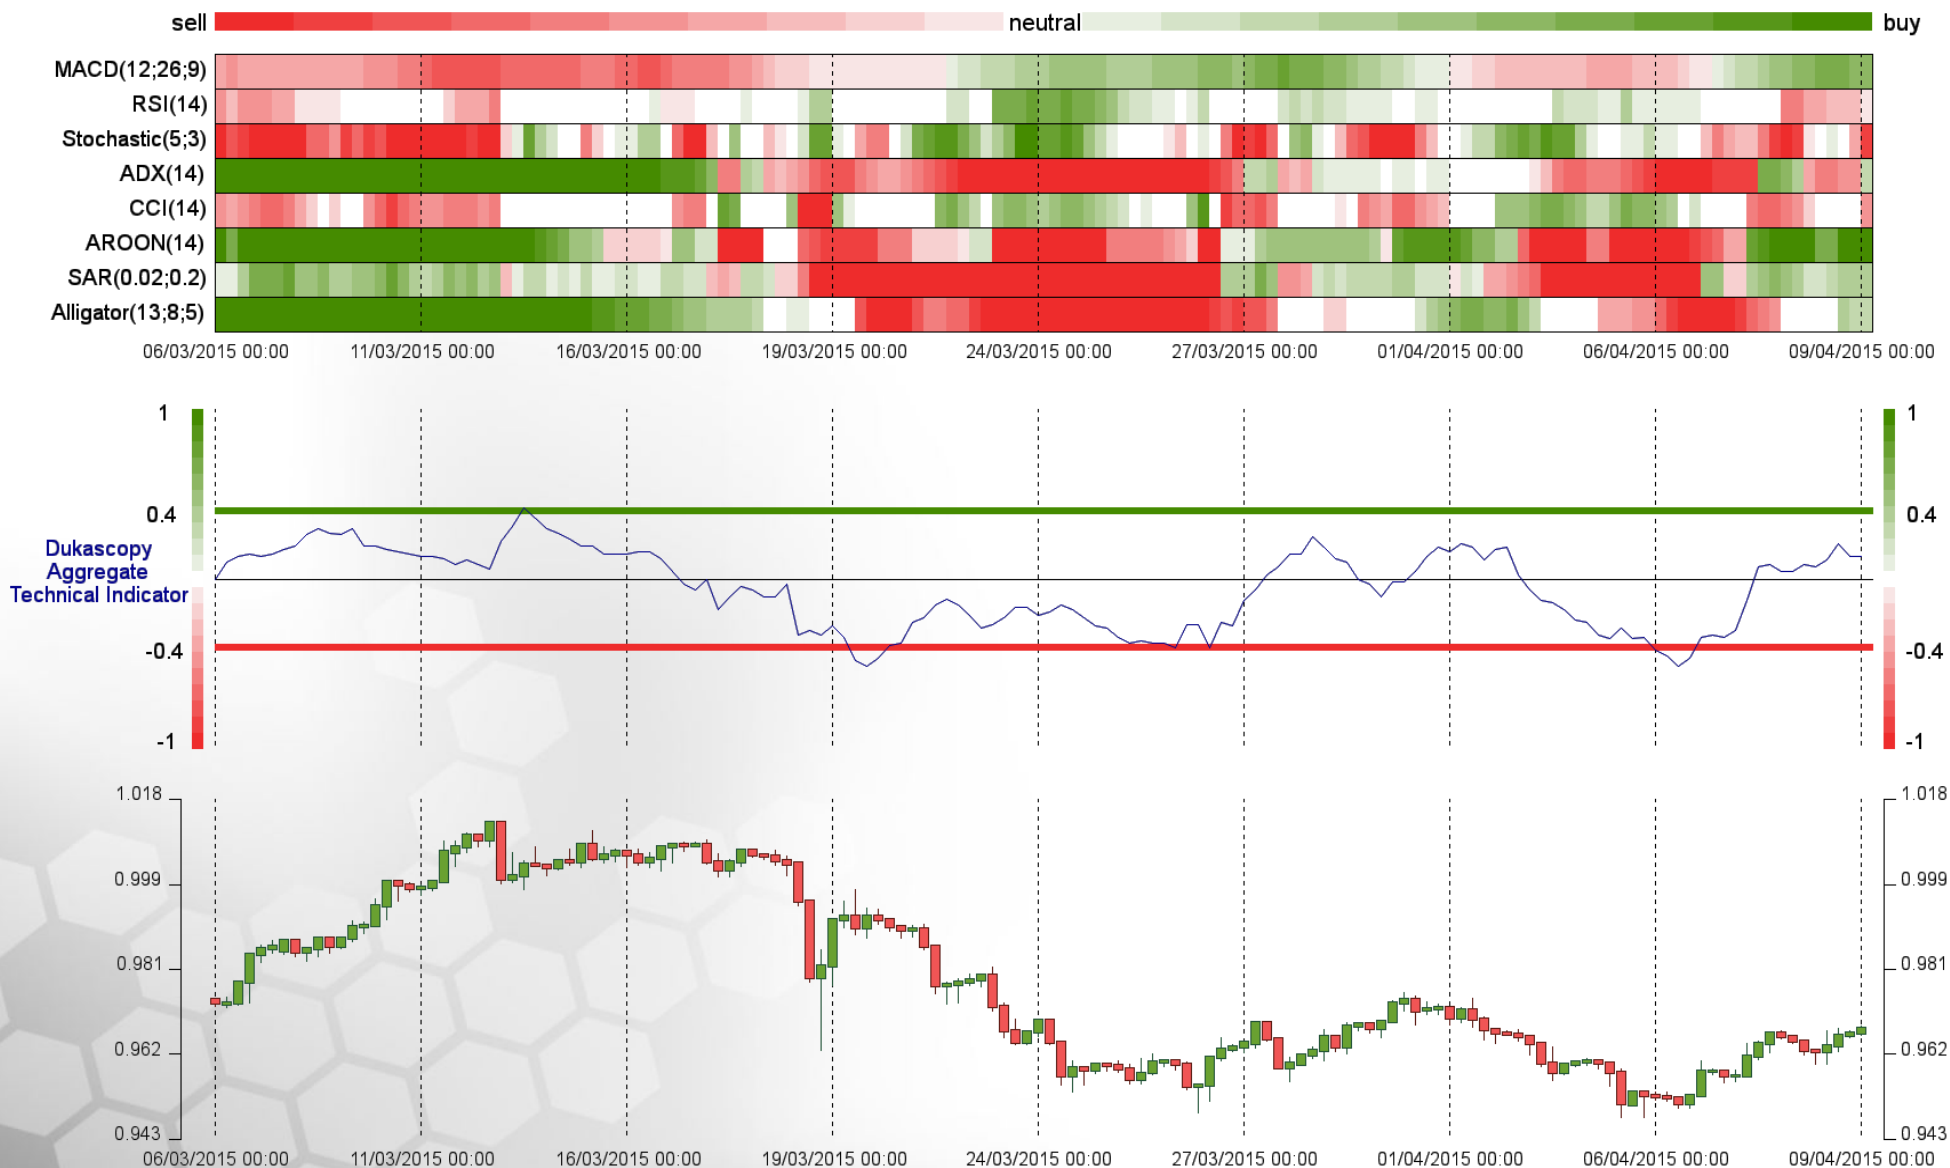 sell neutral buy
MACD(12;26;9)
RSI(14)
Stochastic(5;3)
ADX(14)
CCI(14)
AROON(14)
SAR(0.02;0.2)
Alligator(13;8;5)
06/03/2015 00:00 11/03/2015 00:00 16/03/2015 00:00 19/03/2015 00:00 24/03/2015 00:00 27/03/2015 00:00 01/04/2015 00:00 06/04/2015 00:00 09/04/2015 00:00
1 1
0.4 0.4
Dukascopy
Aggregate
Technical Indicator
-0.4 -0.4
-1 -1
1.018 1.018
0.999 0.999
0.981 0.981
0.962 0.962
0.943 0.943
06/03/2015 00:00 11/03/2015 00:00 16/03/2015 00:00 19/03/2015 00:00 24/03/2015 00:00 27/03/2015 00:00 01/04/2015 00:00 06/04/2015 00:00 09/04/2015 00:00